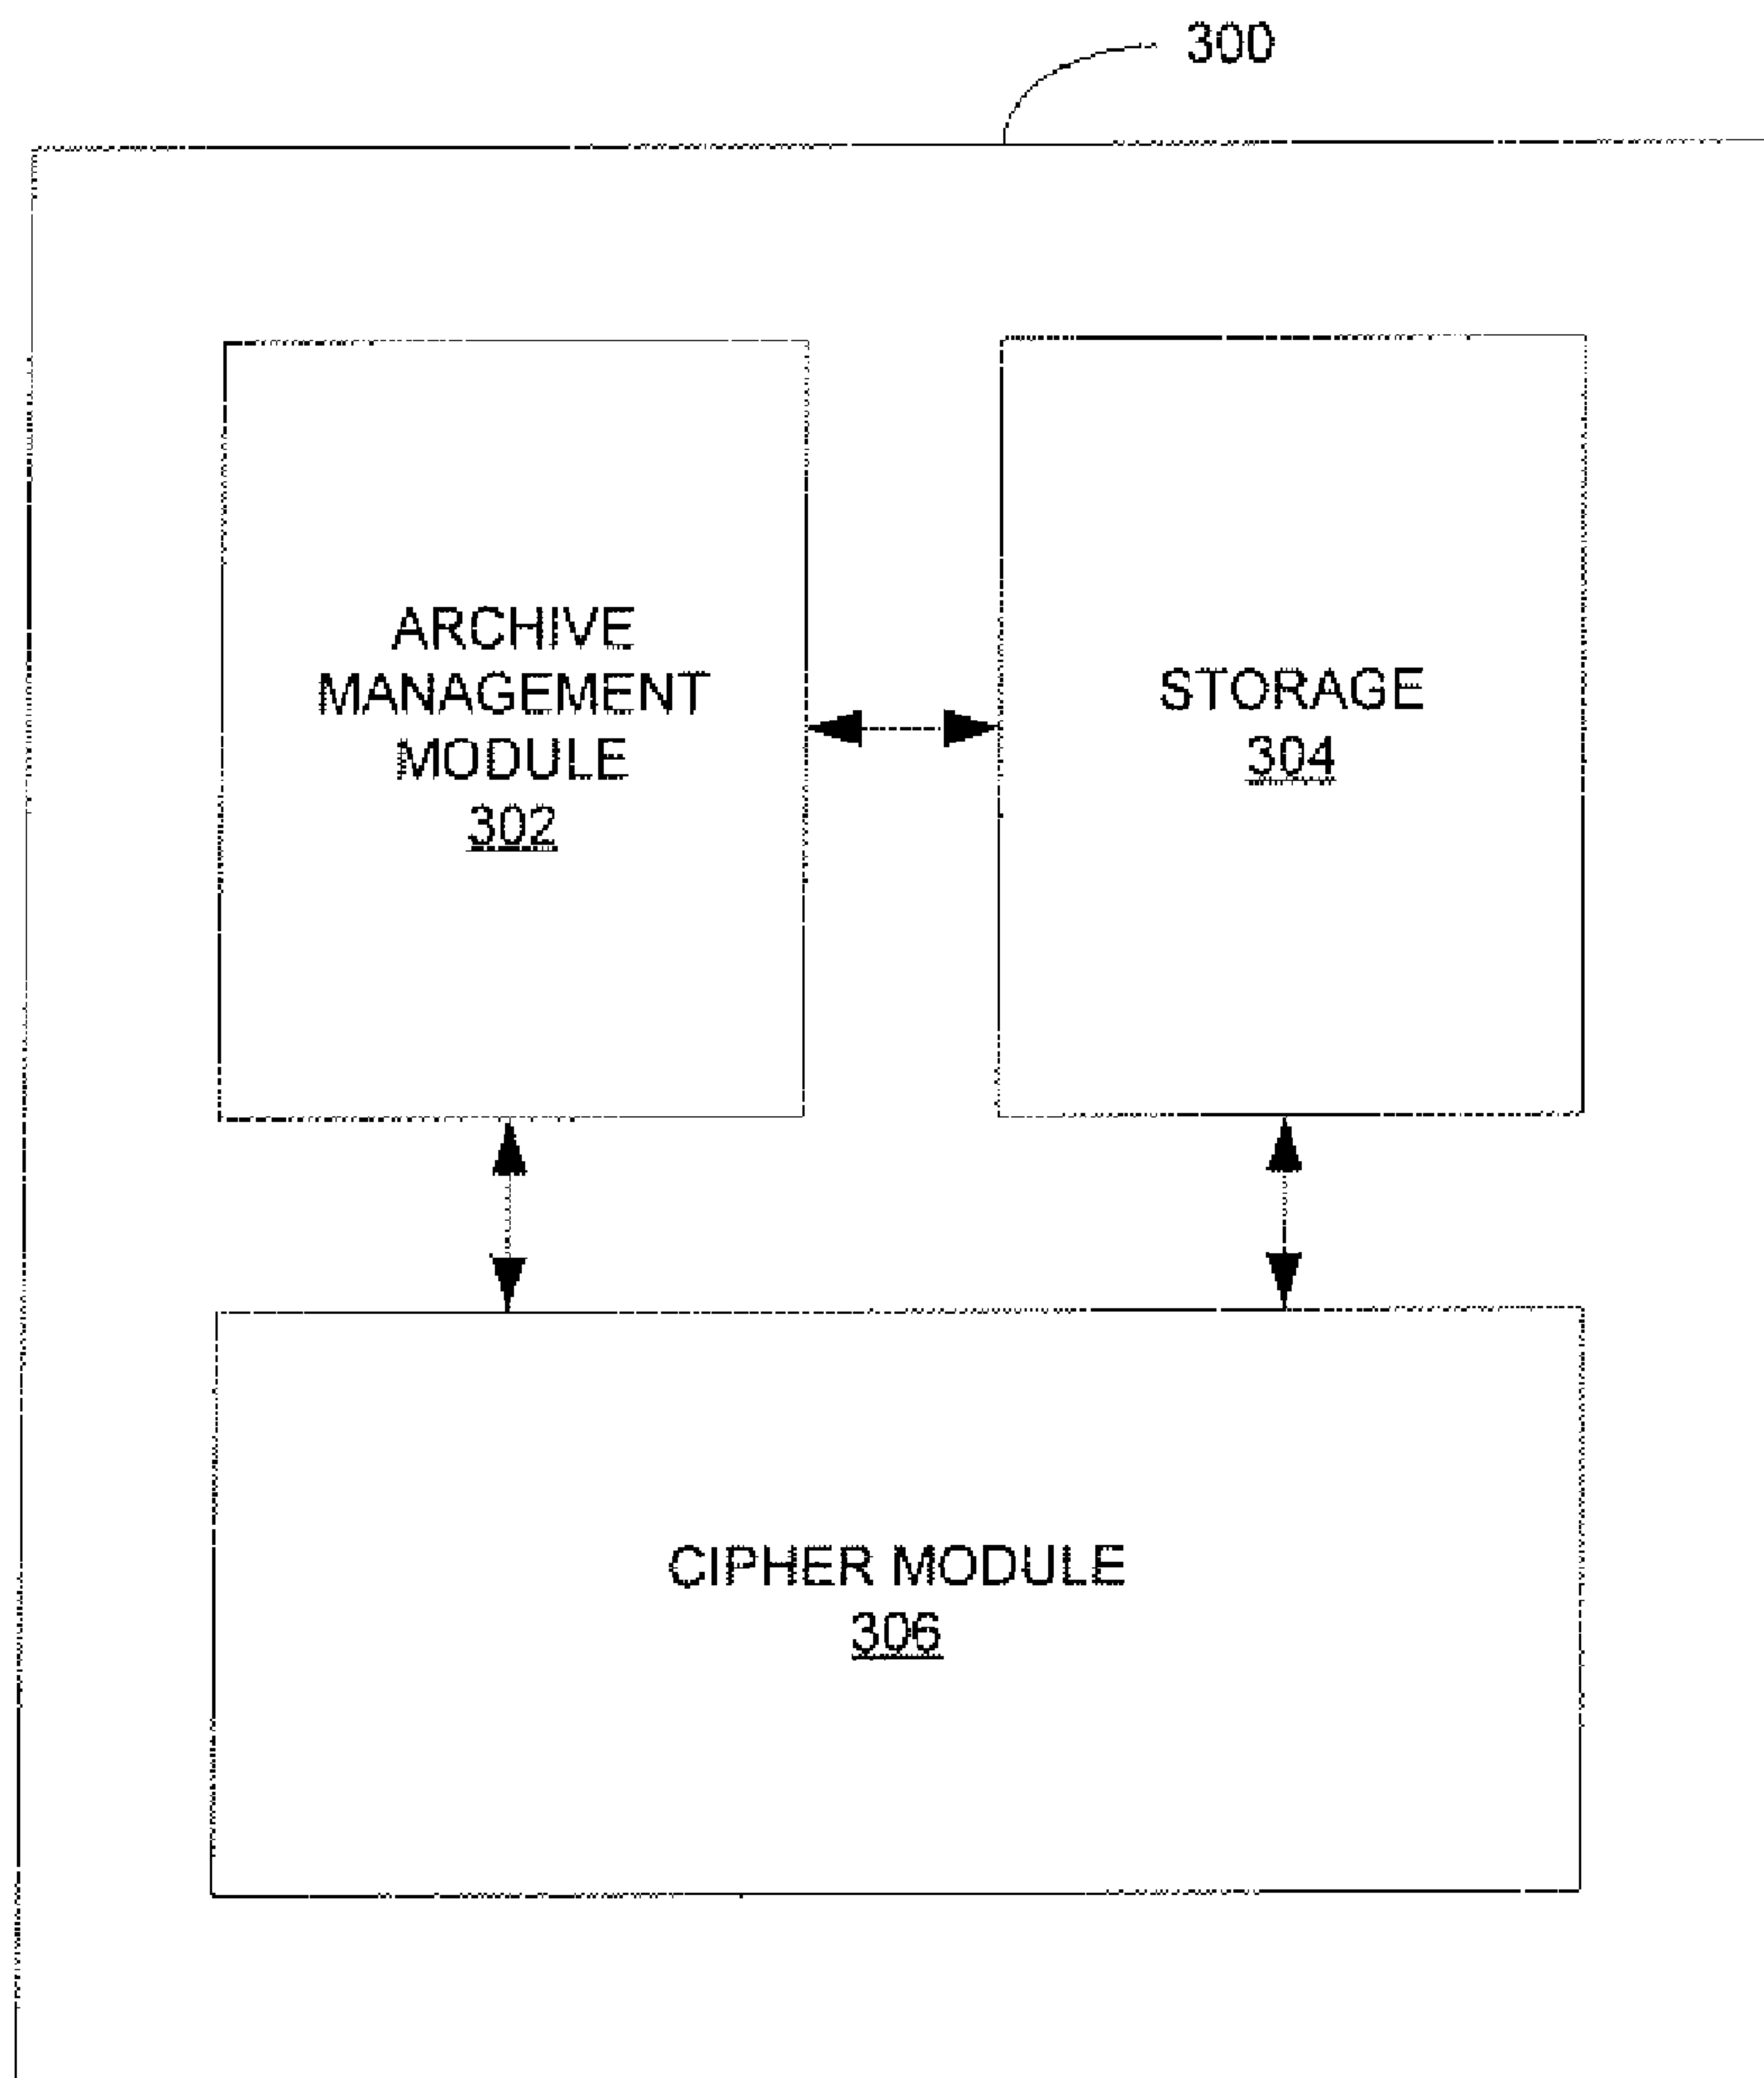 300
ARCHIVE
MANAGEMENT
MODULE
302
STORAGE
304
CIPHER MODULE
306